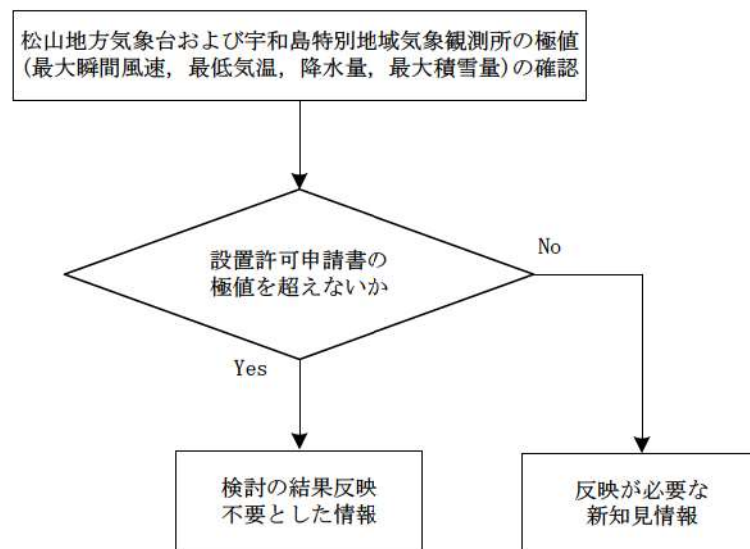 松山地方気象台および宇和島特別地域気象観測所の極値
(最大瞬間風速，最低気温，降水量，最大積雪量)の確認
設置許可申請書の
極値を超えないか
No
Yes
検討の結果反映
不要とした情報
反映が必要な
新知見情報